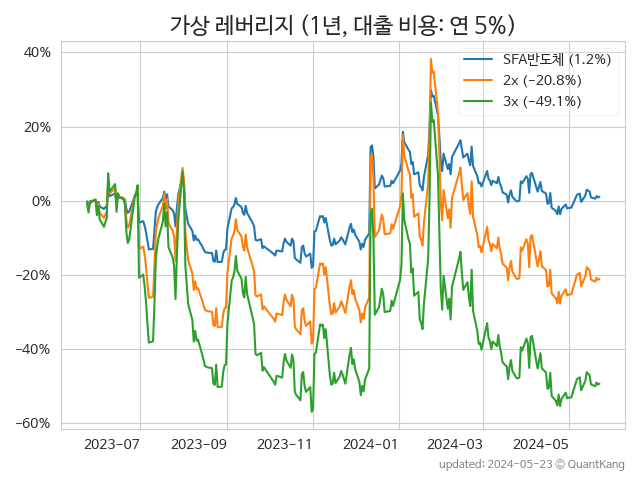 가상 레버리지 (1년, 대출 비용: 연 5%)
SFA반도체 (1.2%)
2x (−20.8%)
3x (−49.1%)
40%
20%
0%
−20%
−40%
−60%
2023-07 2023-09 2023-11 2024-01 2024-03 2024-05
updated: 2024-05-23 © QuantKang